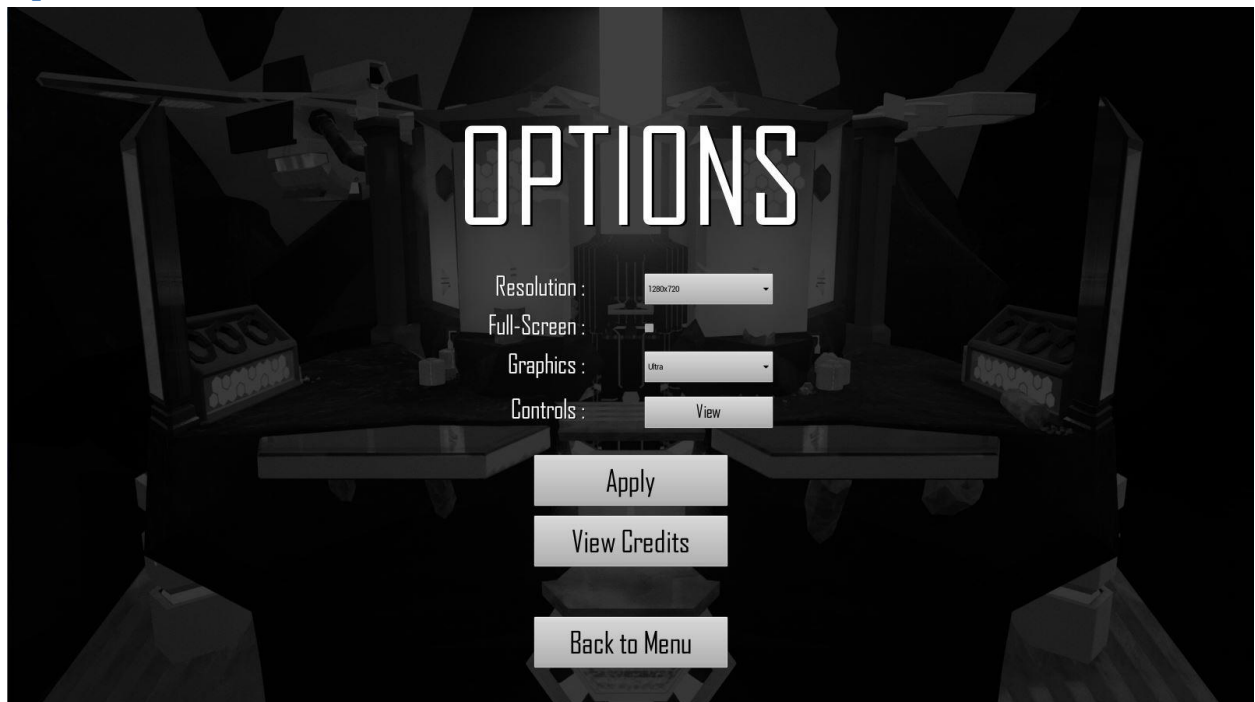 OPTIONS
Resolution : 1280x720
Full-Screen :
Graphics : Ultra
Controls : View
Apply
View Credits
Back to Menu